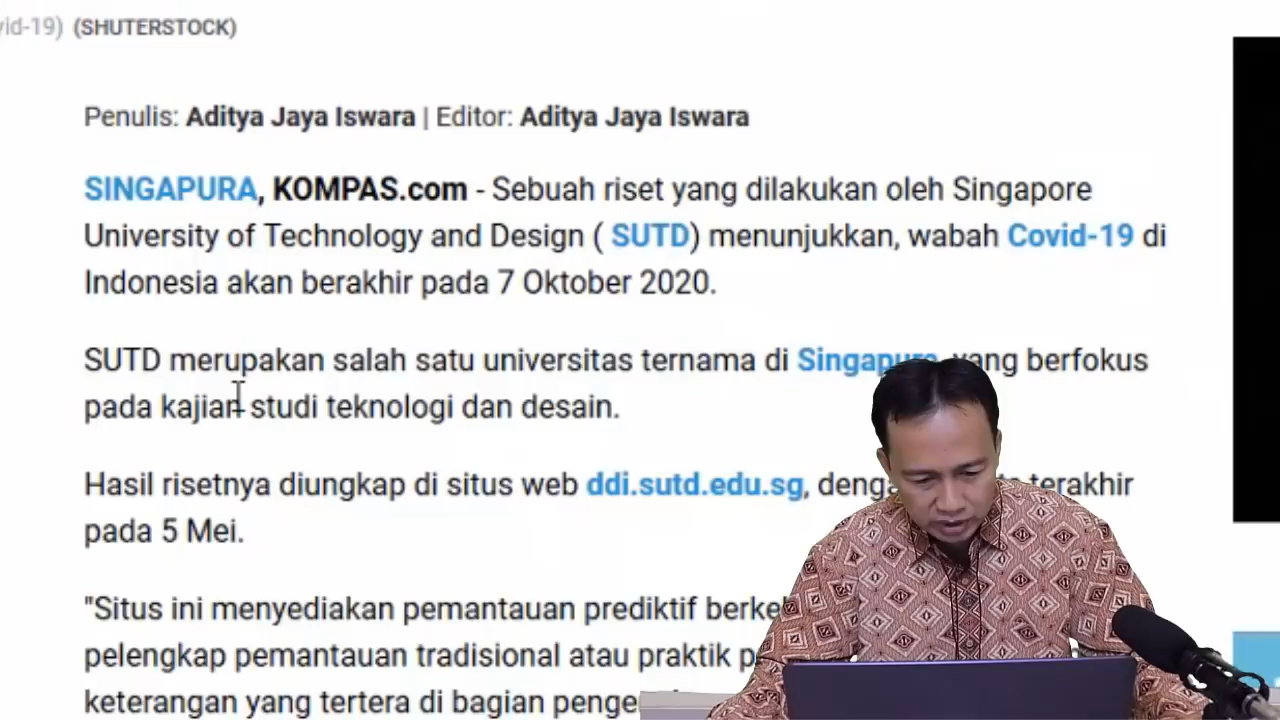 vid-19) (SHUTERSTOCK)
Penulis: Aditya Jaya Iswara | Editor: Aditya Jaya Iswara
SINGAPURA, KOMPAS.com - Sebuah riset yang dilakukan oleh Singapore
University of Technology and Design ( SUTD) menunjukkan, wabah Covid-19 di
Indonesia akan berakhir pada 7 Oktober 2020.
SUTD merupakan salah satu universitas ternama di Singapura, yang berfokus
pada kajian studi teknologi dan desain.
Hasil risetnya diungkap di situs web ddi.sutd.edu.sg, terakhir
pada 5 Mei.
"Situs ini menyediakan pemantauan prediktif
pelengkap pemantauan tradisional atau praktik
keterangan yang tertera di bagian